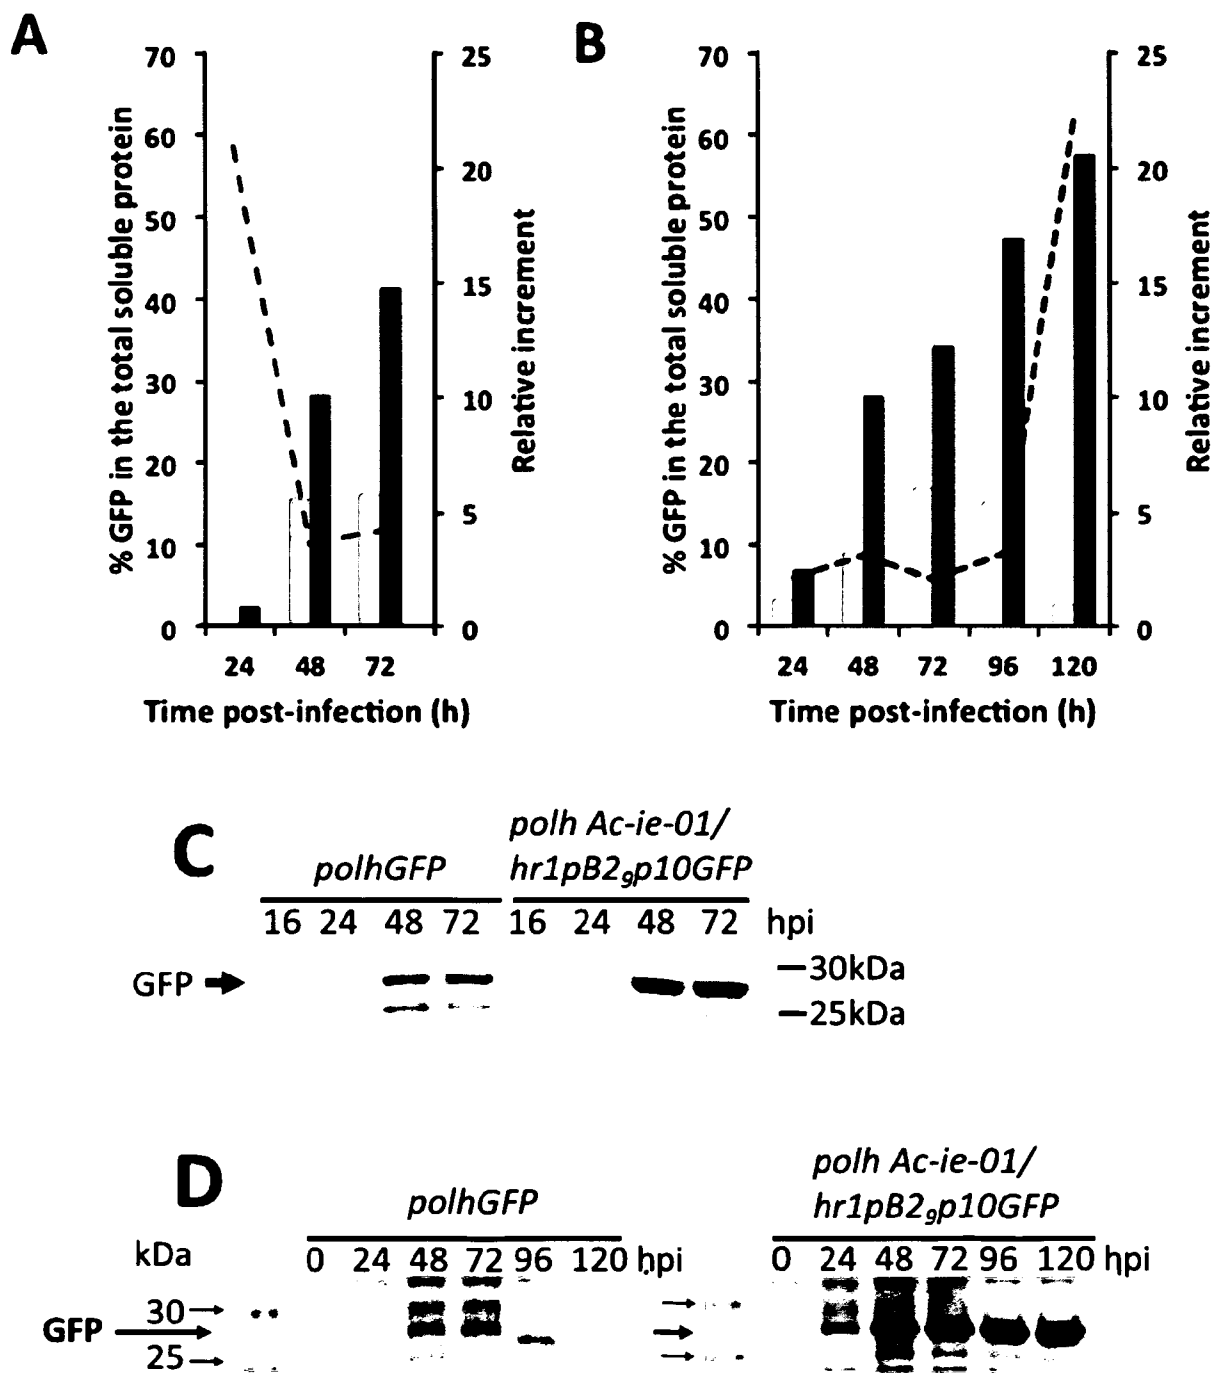 A
% GFP in the total soluble protein
70
60
50
40
30
20
10
0
25
20
15
10
5
0
Relative increment
24 48 72
Time post-infection (h)
B
% GFP in the total soluble protein
70
60
50
40
30
20
10
0
25
20
15
10
5
0
Relative increment
24 48 72 96 120
Time post-infection (h)
C
polhGFP
polh Ac-ie-01/
hr1pB2₉p10GFP
16 24 48 72 16 24 48 72 hpi
GFP
30kDa
25kDa
D
polhGFP
polh Ac-ie-01/
hr1pB2₉p10GFP
kDa
0 24 48 72 96 120 hpi
0 24 48 72 96 120 hpi
30
GFP
25